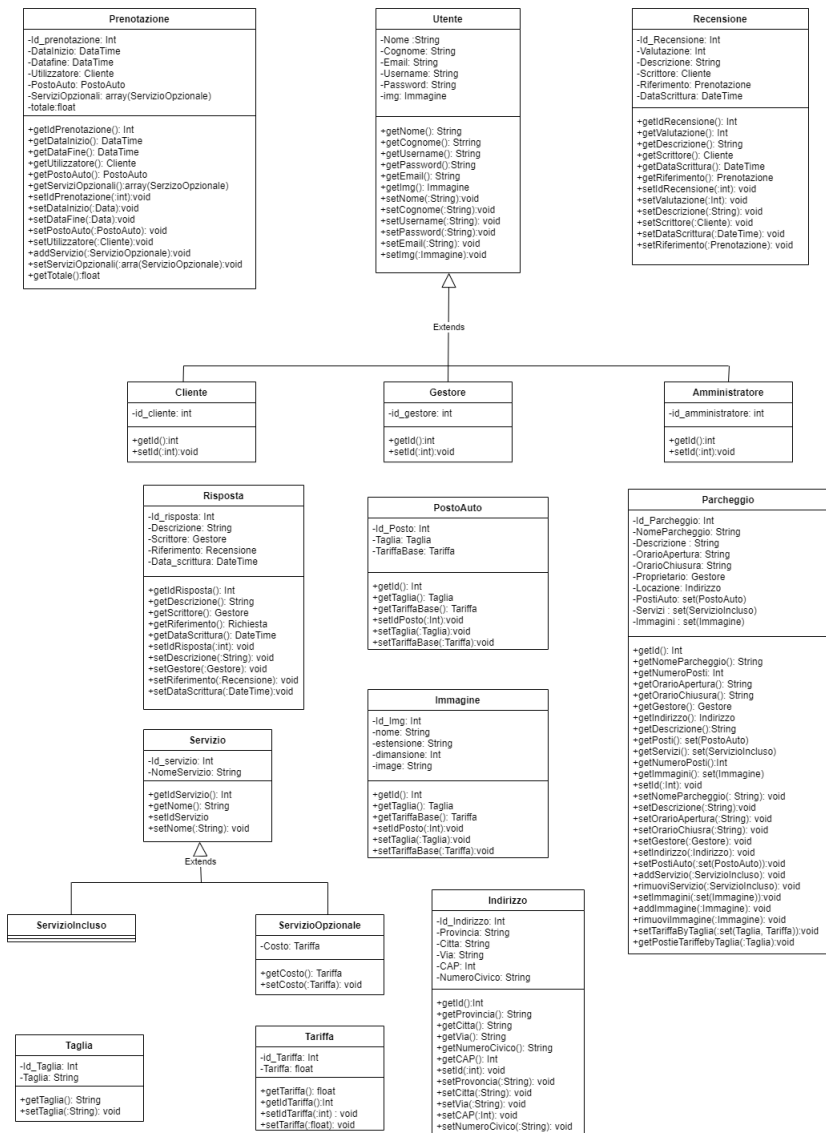 Prenotazione
-Id_prenotazione: Int
-DataInizio: DataTime
-Datafine: DataTime
-Utilizzatore: Cliente
-PostoAuto: PostoAuto
-ServiziOpzionali: array(ServizioOpzionale)
-totale:float
+getIdPrenotazione(): Int
+getDataInizio(): DataTime
+getDataFine(): DataTime
+getUtilizzatore(): Cliente
+getPostoAuto(): PostoAuto
+getServiziOpzionali():array(SerzizoOpzionale)
+setIdPrenotazione(:int):void
+setDataInizio(:Data):void
+setDataFine(:Data):void
+setPostoAuto(:PostoAuto): void
+setUtilizzatore(:Cliente):void
+addServizio(:ServizioOpzionale):void
+setServiziOpzionali(:arra(ServizioOpzionale):void
+getTotale():float
Utente
-Nome :String
-Cognome: String
-Email: String
-Username: String
-Password: String
-img: Immagine
+getNome(): String
+getCognome(): Strring
+getUsername(): String
+getPassword():String
+getEmail(): String
+getImg(): Immagine
+setNome(:String):void
+setCognome(:String):void
+setUsername(:String): void
+setPassword(:String):void
+setEmail(:String): void
+setImg(:Immagine):void
Recensione
-Id_Recensione: Int
-Valutazione: Int
-Descrizione: String
-Scrittore: Cliente
-Riferimento: Prenotazione
-DataScrittura: DateTime
+getIdRecensione(): Int
+getValutazione(): Int
+getDescrizione(): String
+getScrittore(): Cliente
+getDataScrittura(): DateTime
+getRiferimento(): Prenotazione
+setIdRecensione(:int): void
+setValutazione(:Int): void
+setDescrizione(:String): void
+setScrittore(:Cliente): void
+setDataScrittura(:DateTime): void
+setRiferimento(:Prenotazione): void
Extends
Cliente
-id_cliente: int
+getId():int
+setId(:int):void
Gestore
-id_gestore: int
+getId():int
+setId(:int):void
Amministratore
-id_amministratore: int
+getId():int
+setId(:int):void
Risposta
-Id_risposta: Int
-Descrizione: String
-Scrittore: Gestore
-Riferimento: Recensione
-Data_scrittura: DateTime
+getIdRisposta(): Int
+getDescrizione(): String
+getScrittore(): Gestore
+getRiferimento(): Richiesta
+getDataScrittura(): DateTime
+setIdRisposta(:int): void
+setDescrizione(:String): void
+setGestore(:Gestore): void
+setRiferimento(:Recensione): void
+setDataScrittura(:DateTime):void
PostoAuto
-Id_Posto: Int
-Taglia: Taglia
-TariffaBase: Tariffa
+getId(): Int
+getTaglia(): Taglia
+getTariffaBase(): Tariffa
+setIdPosto(:Int):void
+setTaglia(:Taglia):void
+setTariffaBase(:Tariffa):void
Parcheggio
-Id_Parcheggio: Int
-NomeParcheggio: String
-Descrizione : String
-OrarioApertura: String
-OrarioChiusura: String
-Proprietario: Gestore
-Locazione: Indirizzo
-PostiAuto: set(PostoAuto)
-Servizi : set(ServizioIncluso)
-Immagini : set(Immagine)
+getId(): Int
+getNomeParcheggio(): String
+getNumeroPosti: Int
+getOrarioApertura(): String
+getOrarioChiusura(): String
+getGestore(): Gestore
+getIndirizzo(): Indirizzo
+getDescrizione():String
+getPosti(): set(PostoAuto)
+getServizi(): set(ServizioIncluso)
+getNumeroPosti():Int
+getImmagini(): set(Immagine)
+setId(:Int): void
+setNomeParcheggio(: String): void
+setDescrizione(:String):void
+setOrarioApertura(:String): void
+setOrarioChiusra(:String): void
+setGestore(:Gestore): void
+setIndirizzo(:Indirizzo): void
+setPostiAuto(:set(PostoAuto)):void
+addServizio(:ServizioIncluso): void
+rimuoviServizio(:ServizioIncluso): void
+setImmagini(:set(Immagine)): void
+addImmagine(:Immagine): void
+rimuoviImmagine(:Immagine): void
+setTariffaByTaglia(:set(Taglia, Tariffa)): void
+getPostieTariffebyTaglia(:Taglia):void
Immagine
-Id_Img: Int
-nome: String
-estensione: String
-dimansione: Int
-image: String
+getId(): Int
+getTaglia(): Taglia
+getTariffaBase(): Tariffa
+setIdPosto(:Int):void
+setTaglia(:Taglia):void
+setTariffaBase(:Tariffa):void
Servizio
-Id_servizio: Int
-NomeServizio: String
+getIdServizio(): Int
+getNome(): String
+setIdServizio
+setNome(:String): void
Extends
ServizioIncluso
ServizioOpzionale
-Costo: Tariffa
+getCosto(): Tariffa
+setCosto(:Tariffa): void
Indirizzo
-Id_Indirizzo: Int
-Provincia: String
-Citta: String
-Via: String
-CAP: Int
-NumeroCivico: String
+getId():Int
+getProvincia(): String
+getCitta(): String
+getVia(): String
+getNumeroCivico(): String
+getCAP(): Int
+setId(:int): void
+setProvoncia(:String): void
+setCitta(:String): void
+setVia(:String): void
+setCAP(:Int): void
+setNumeroCivico(:String): void
Taglia
-Id_Taglia: Int
-Taglia: String
+getTaglia(): String
+setTaglia(:String): void
Tariffa
-id_Tariffa: Int
-Tariffa: float
+getTariffa(): float
+getIdTariffa():Int
+setIdTariffa(:int) : void
+setTariffa(:float): void